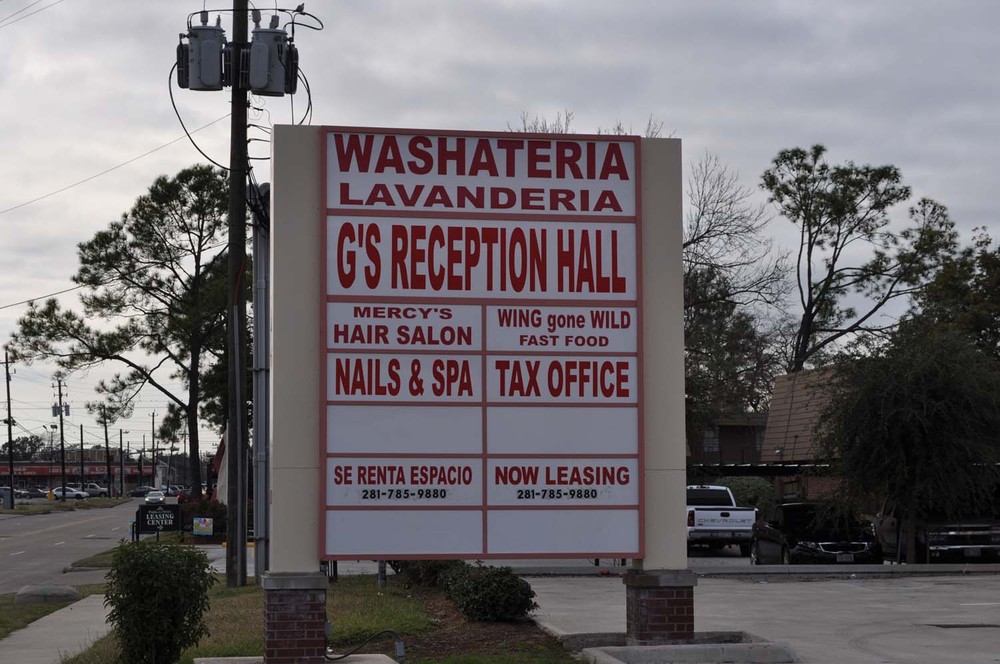 WASHATERIA
LAVANDERIA
G'S RECEPTION HALL
MERCY'S
HAIR SALON
WING gone WILD
FAST FOOD
NAILS & SPA
TAX OFFICE
SE RENTA ESPACIO
281-785-9880
NOW LEASING
281-785-9880
LEASING
CENTER
CHEVROLET